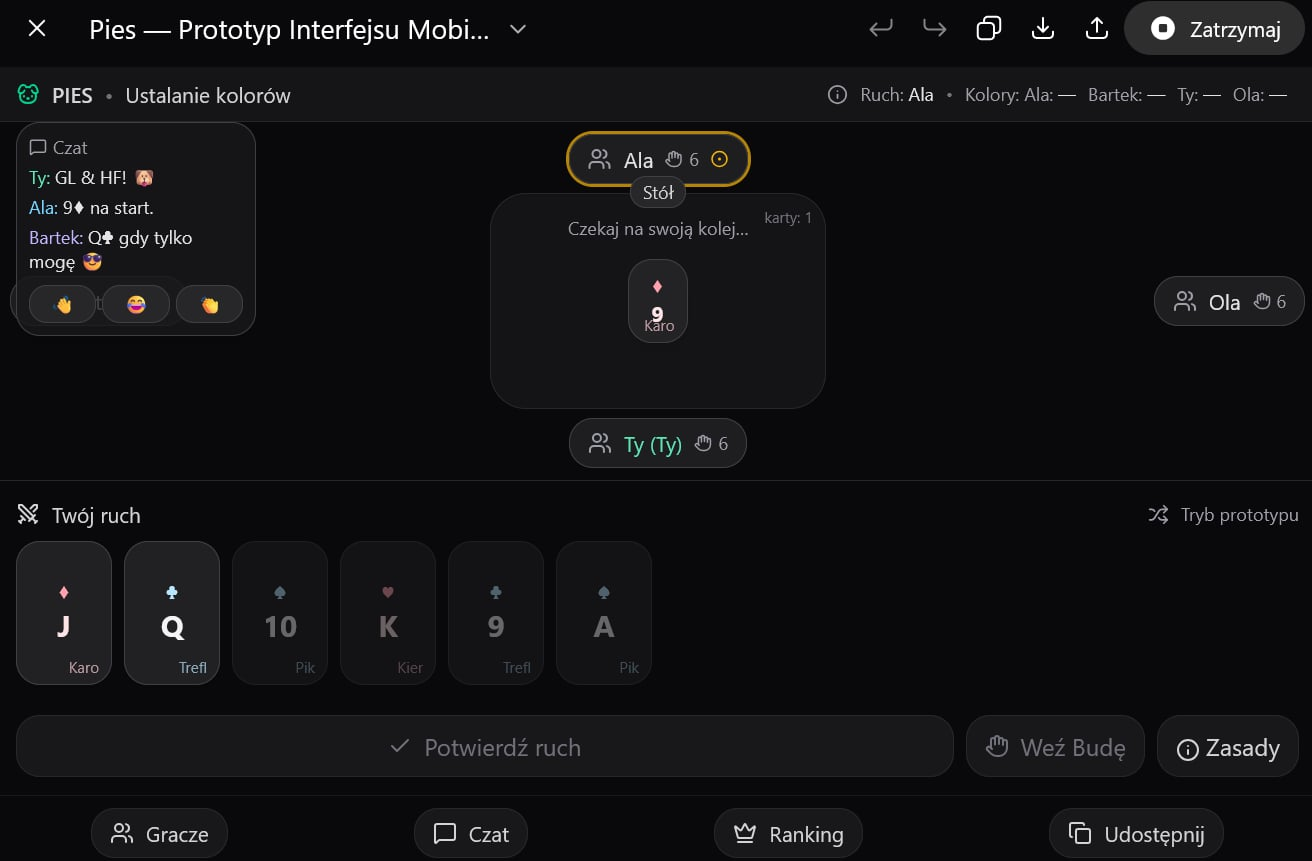 Pies — Prototyp Interfejsu Mobi...
Zatrzymaj
PIES • Ustalanie kolorów
Ruch: Ala • Kolory: Ala: — Bartek: — Ty: — Ola: —
Czat
Ty: GL & HF! 🐶
Ala: 9♦ na start.
Bartek: Q♣ gdy tylko
mogę 😎
👋 😂 👏
Ala 6
Stół
Czekaj na swoją kolej...
karty: 1
♦
9
Karo
Ola 6
Ty (Ty) 6
Twój ruch
Tryb prototypu
♦ ♣ ♠ ♥ ♣ ♠
J Q 10 K 9 A
Karo Trefl Pik Kier Trefl Pik
Potwierdź ruch
Weź Budę
Zasady
Gracze
Czat
Ranking
Udostępnij